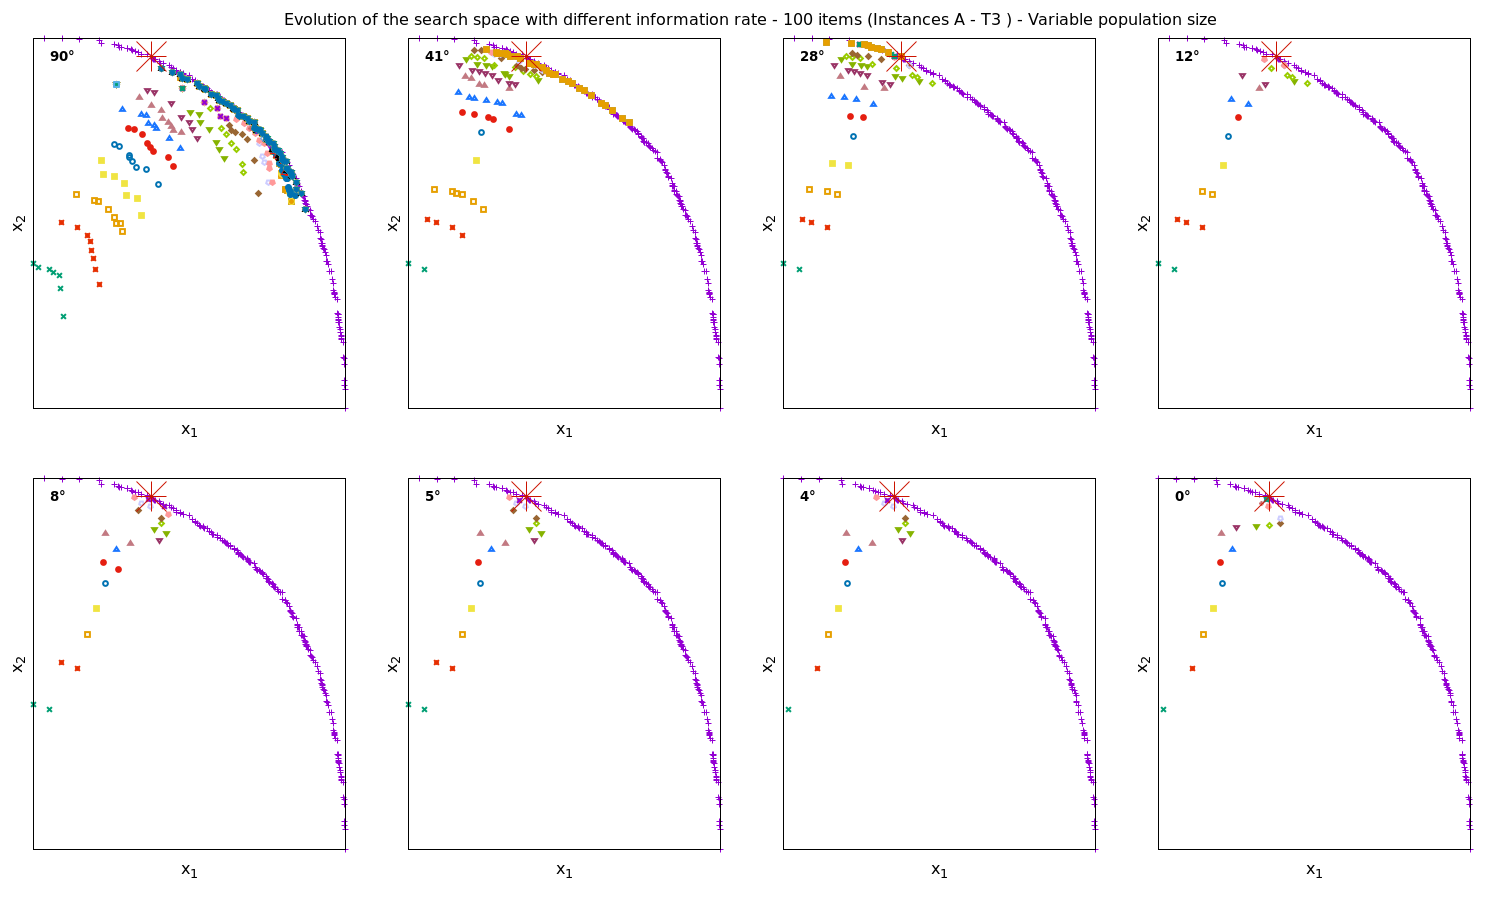 Evolution of the search space with different information rate - 100 items (Instances A - T3 ) - Variable population size
90° 41° 28° 12°
x2 x2 x2 x2
x1 x1 x1 x1
8° 5° 4° 0°
x2 x2 x2 x2
x1 x1 x1 x1